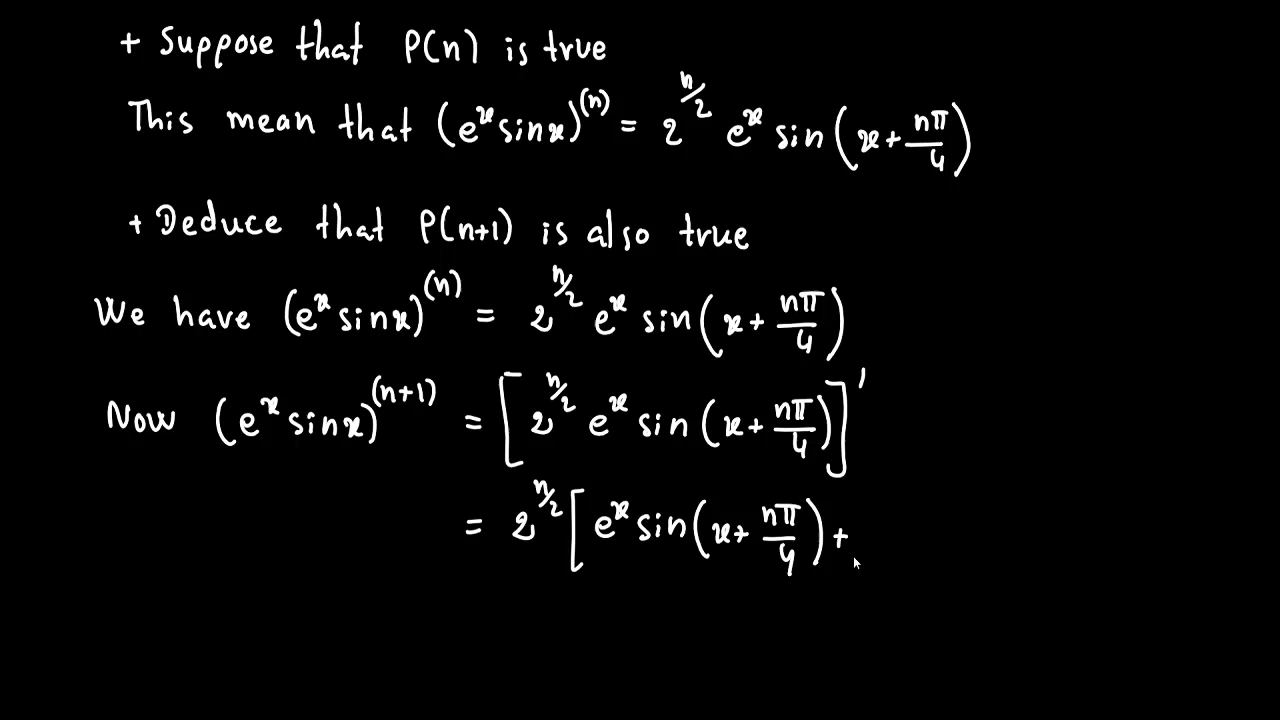 + Suppose that P(n) is true
This mean that (e^x sinx)^(n) = 2^(n/2) e^x sin(x + nπ/4)
+ Deduce that P(n+1) is also true
We have (e^x sinx)^(n) = 2^(n/2) e^x sin(x + nπ/4)
Now (e^x sinx)^(n+1) = [2^(n/2) e^x sin(x + nπ/4)]'
= 2^(n/2) [e^x sin(x + nπ/4) +